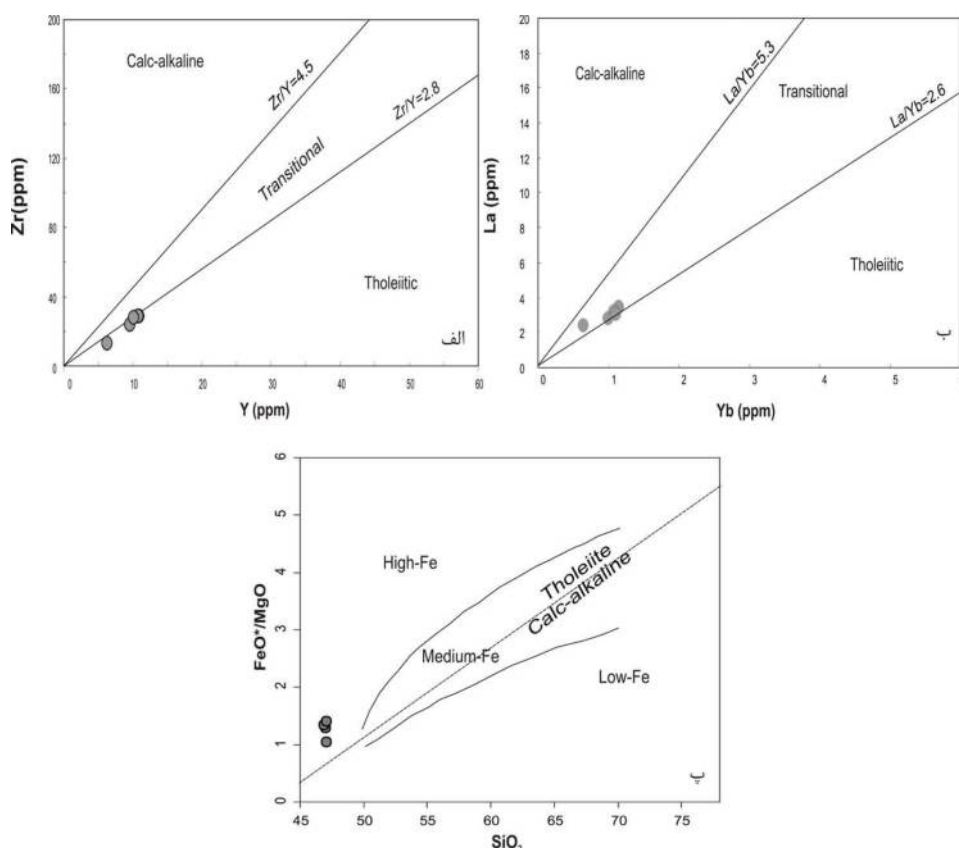 200
160
120
80
40
0
Zr(ppm)
Calc-alkaline
Zr/Y=4.5
Zr/Y=2.8
Transitional
Tholeiitic
الف
0 10 20 30 40 50 60
Y (ppm)
20
18
16
14
12
10
8
6
4
2
0
La (ppm)
Calc-alkaline
La/Yb=5.3
Transitional
La/Yb=2.6
Tholeiitic
ب
0 1 2 3 4 5 6
Yb (ppm)
6
5
4
3
2
1
0
FeO*/MgO
High-Fe
Tholeiite
Calc-alkaline
Medium-Fe
Low-Fe
پ
45 50 55 60 65 70 75
SiO₂